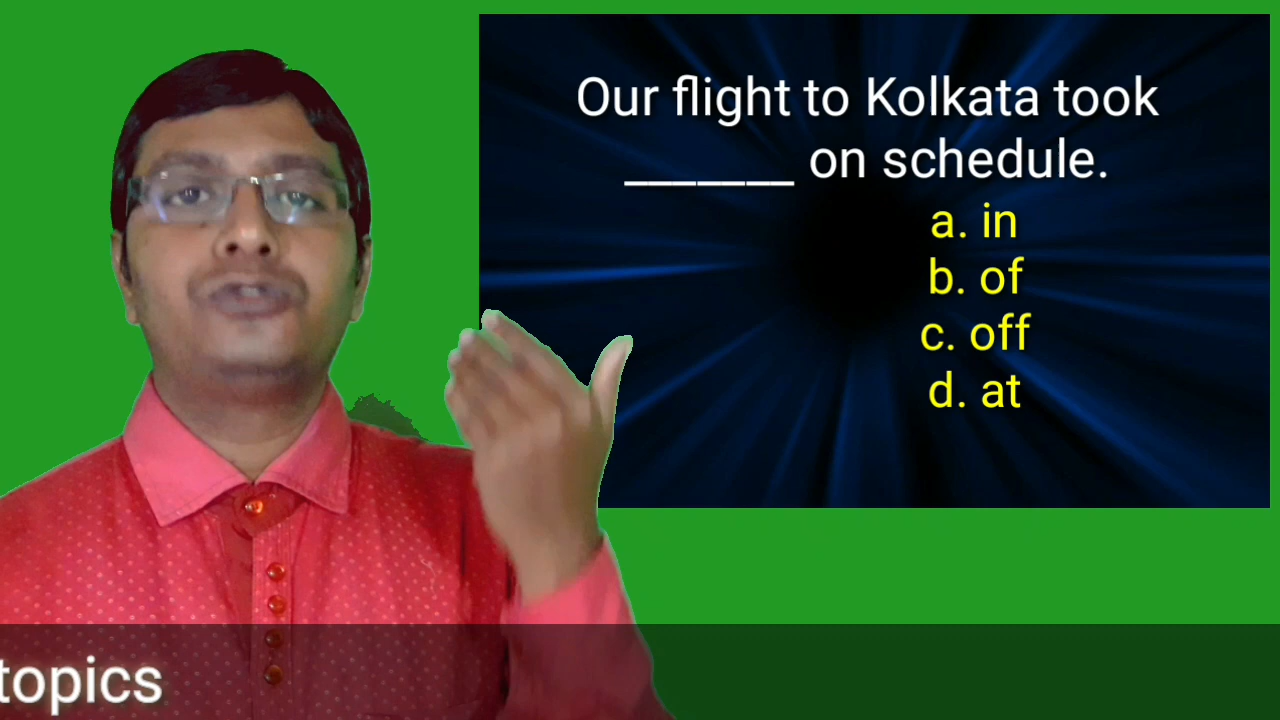 Our flight to Kolkata took
_______ on schedule.
a. in
b. of
c. off
d. at
topics